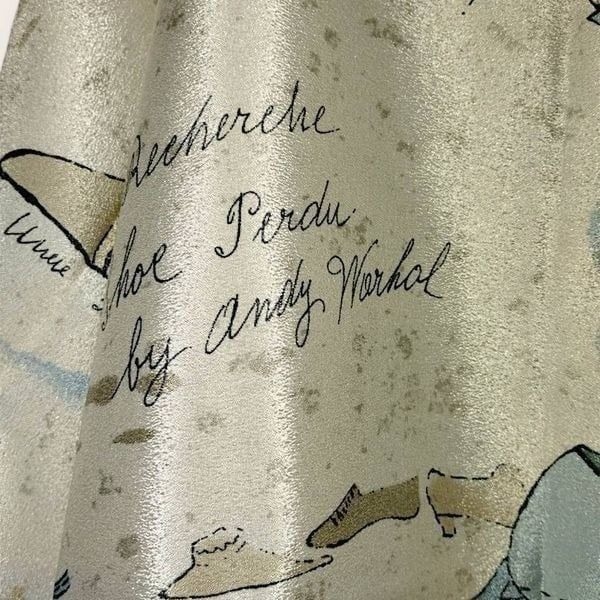 Recherche
Shoe Perdu
by Andy Warhol